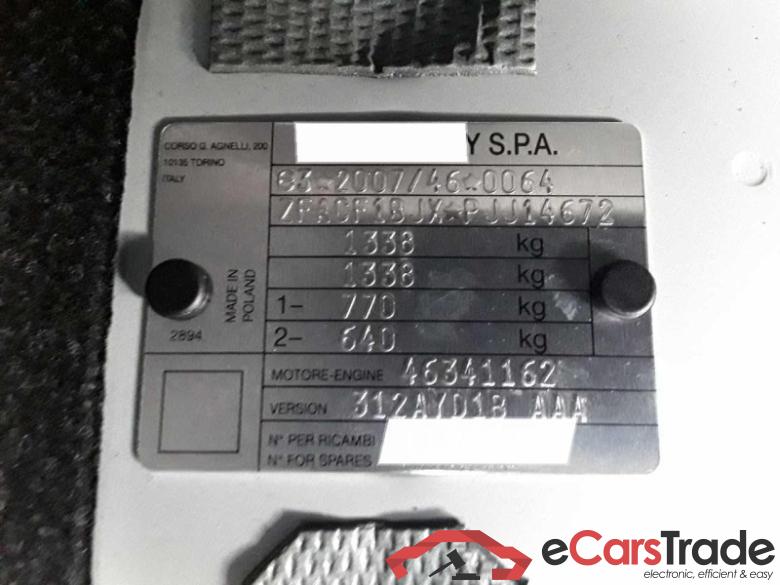 CORSO G. AGNELLI, 200
10135 TORINO
ITALY
Y S.P.A.
e3*2007/46*0064
1338 kg
1338 kg
1- 770 kg
2- 640 kg
MADE IN
POLAND
2894
MOTORE-ENGINE 46341162
VERSION 312AYD1B AAA
N° PER RICAMBI
N° FOR SPARES
eCarsTrade
electronic, efficient & easy